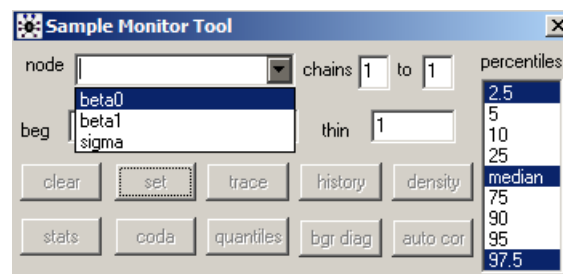 Sample Monitor Tool
node
chains 1 to 1
percentiles
beta0
beta1
sigma
beg
thin 1
2.5
5
10
25
median
75
90
95
97.5
clear set trace history density
stats coda quantiles bgr diag auto cor